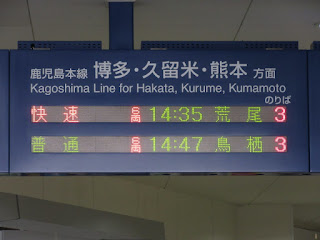 鹿児島本線 博多・久留米・熊本 方面
Kagoshima Line for Hakata, Kurume, Kumamoto
のりば
快速 14:35 荒尾 3
普通 14:47 鳥栖 3